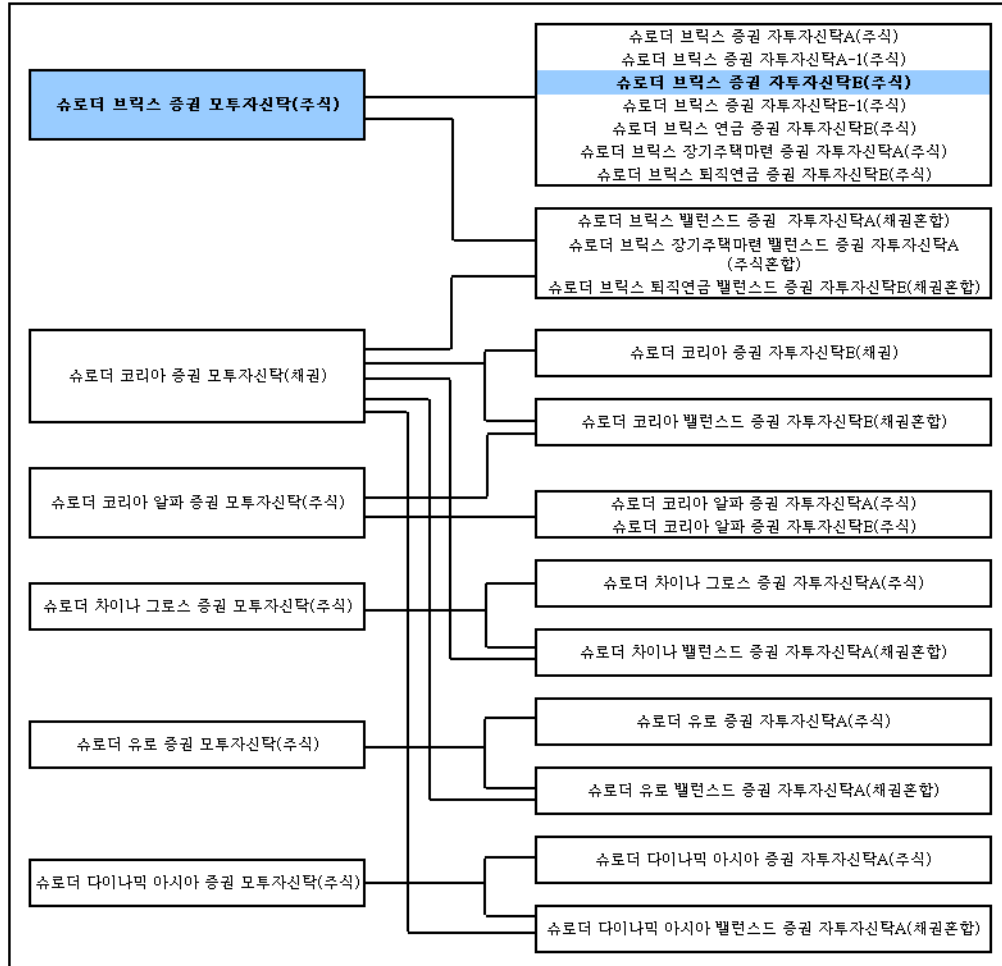 슈로더 브릭스 증권 모투자신탁(주식)
슈로더 브릭스 증권 자투자신탁A(주식)
슈로더 브릭스 증권 자투자신탁A-1(주식)
슈로더 브릭스 증권 자투자신탁E(주식)
슈로더 브릭스 증권 자투자신탁E-1(주식)
슈로더 브릭스 연금 증권 자투자신탁E(주식)
슈로더 브릭스 장기주택마련 증권 자투자신탁A(주식)
슈로더 브릭스 퇴직연금 증권 자투자신탁E(주식)
슈로더 브릭스 밸런스드 증권 자투자신탁A(채권혼합)
슈로더 브릭스 장기주택마련 밸런스드 증권 자투자신탁A
(주식혼합)
슈로더 브릭스 퇴직연금 밸런스드 증권 자투자신탁E(채권혼합)
슈로더 코리아 증권 모투자신탁(채권)
슈로더 코리아 증권 자투자신탁E(채권)
슈로더 코리아 밸런스드 증권 자투자신탁E(채권혼합)
슈로더 코리아 알파 증권 모투자신탁(주식)
슈로더 코리아 알파 증권 자투자신탁A(주식)
슈로더 코리아 알파 증권 자투자신탁E(주식)
슈로더 차이나 그로스 증권 모투자신탁(주식)
슈로더 차이나 그로스 증권 자투자신탁A(주식)
슈로더 차이나 밸런스드 증권 자투자신탁A(채권혼합)
슈로더 유로 증권 모투자신탁(주식)
슈로더 유로 증권 자투자신탁A(주식)
슈로더 유로 밸런스드 증권 자투자신탁A(채권혼합)
슈로더 다이나믹 아시아 증권 모투자신탁(주식)
슈로더 다이나믹 아시아 증권 자투자신탁A(주식)
슈로더 다이나믹 아시아 밸런스드 증권 자투자신탁A(채권혼합)